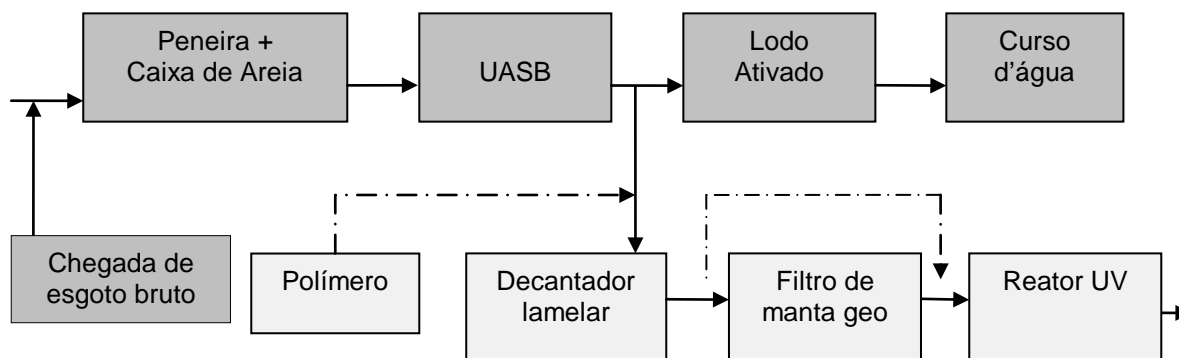 Peneira +
Caixa de Areia
UASB
Lodo
Ativado
Curso
d’água
Chegada de
esgoto bruto
Polímero
Decantador
lamelar
Filtro de
manta geo
Reator UV